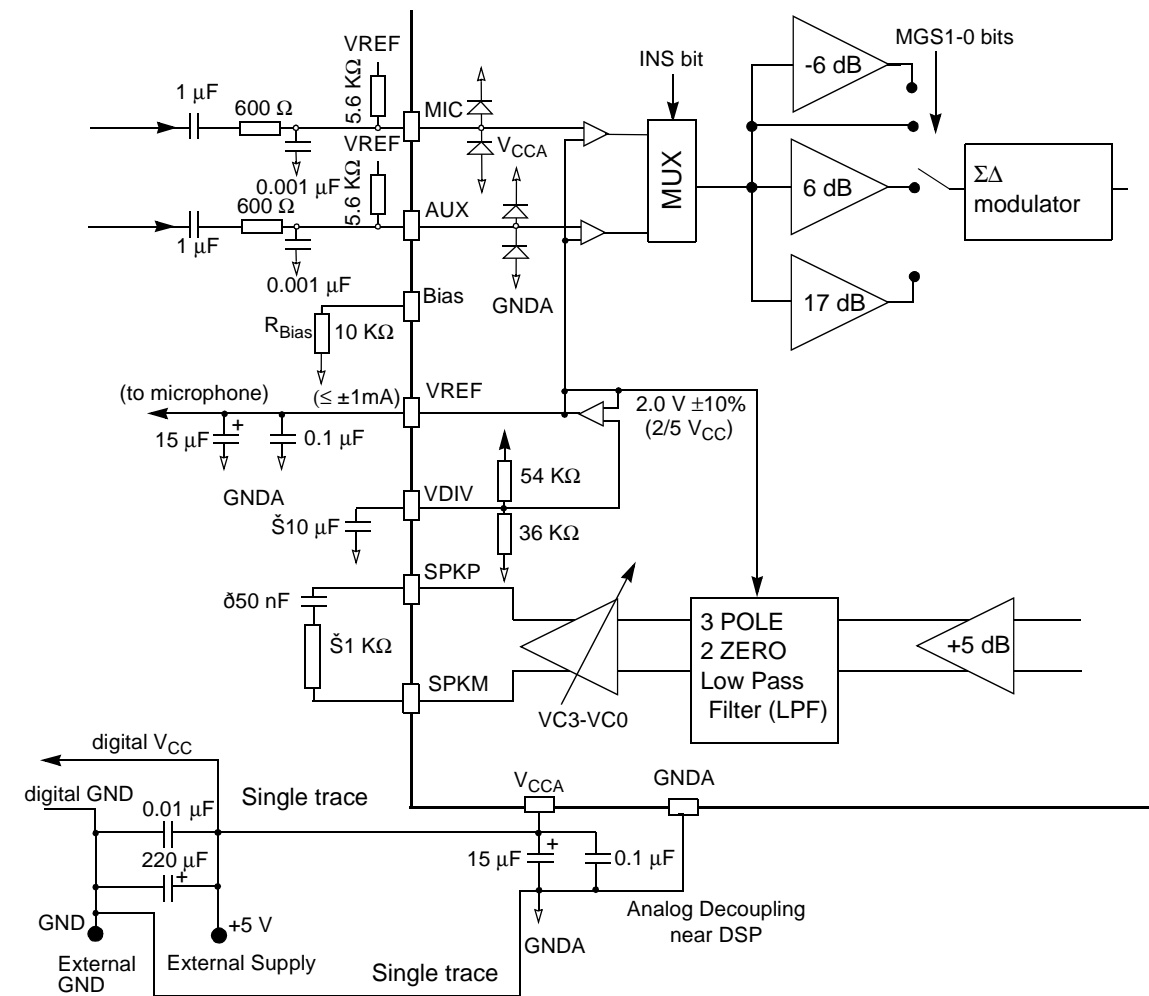 VREF
5.6 KΩ
1 μF
600 Ω
MIC
0.001 μF
VREF
5.6 KΩ
VCCA
600 Ω
AUX
1 μF
0.001 μF
GNDA
INS bit
MUX
-6 dB
MGS1-0 bits
6 dB
17 dB
ΣΔ
modulator
Bias
RBias
10 KΩ
(to microphone)
(≤ ±1mA)
VREF
2.0 V ±10%
(2/5 VCC)
15 μF
+
0.1 μF
GNDA
54 KΩ
VDIV
Š10 μF
36 KΩ
SPKP
ð50 nF
Š1 KΩ
SPKM
VC3-VC0
3 POLE
2 ZERO
Low Pass
Filter (LPF)
+5 dB
digital VCC
digital GND
0.01 μF
Single trace
220 μF
+
GND
+5 V
External
GND
External Supply
Single trace
VCCA
GNDA
15 μF
+
0.1 μF
GNDA
Analog Decoupling
near DSP